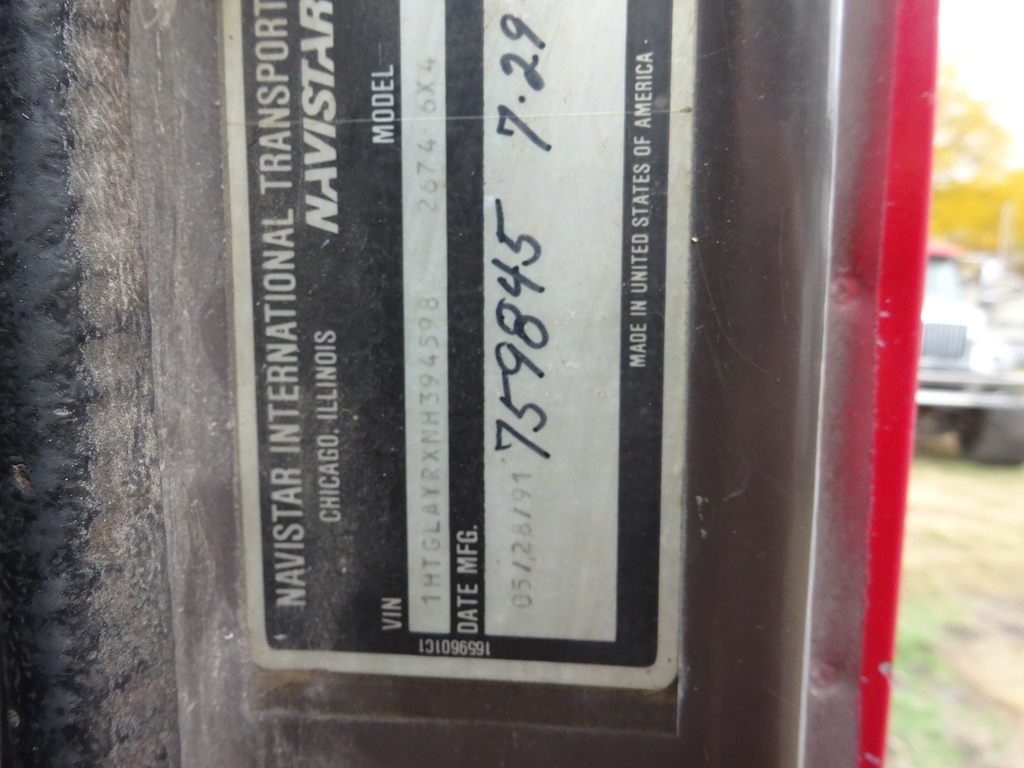 NAVISTAR INTERNATIONAL TRANSPORT
CHICAGO, ILLINOIS NAVISTAR
VIN MODEL
1HTGLAYRXNH394598 2674 6X4
DATE MFG.
05/28/91 759845 7.29
MADE IN UNITED STATES OF AMERICA
1659601C1